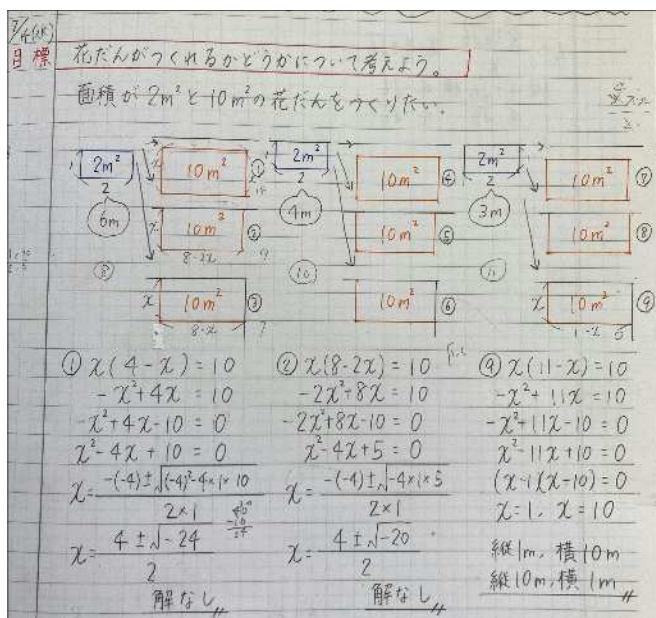 7/4(火)
目標
花だんがつくれるかどうかについて考えよう。
面積が2m²と10m²の花だんをつくりたい。
2m² 10m² ① 2m² 10m² ④ 2m² 10m² ⑦
2 2 2
6m 10m² ② 4m 10m² ⑤ 3m 10m² ⑧
8-2x
⑧ ⑩ ⑪
x 10m² ③ 10m² ⑥ x 10m² ⑨
8-x
① x(4-x)=10 ② x(8-2x)=10 ⑨ x(11-x)=10
-x²+4x=10 -2x²+8x=10 -x²+11x=10
-x²+4x-10=0 -2x²+8x-10=0 -x²+11x-10=0
x²-4x+10=0 x²-4x+5=0 x²-11x+10=0
x=-(-4)±√(-4)²-4×1×10/2×1 -(-4)±√-4×1×5/2×1 (x-1)(x-10)=0
x=1, x=10
x=4±√-24/2 x=4±√-20/2 縦1m, 横10m
縦10m, 横1m
解なし 解なし